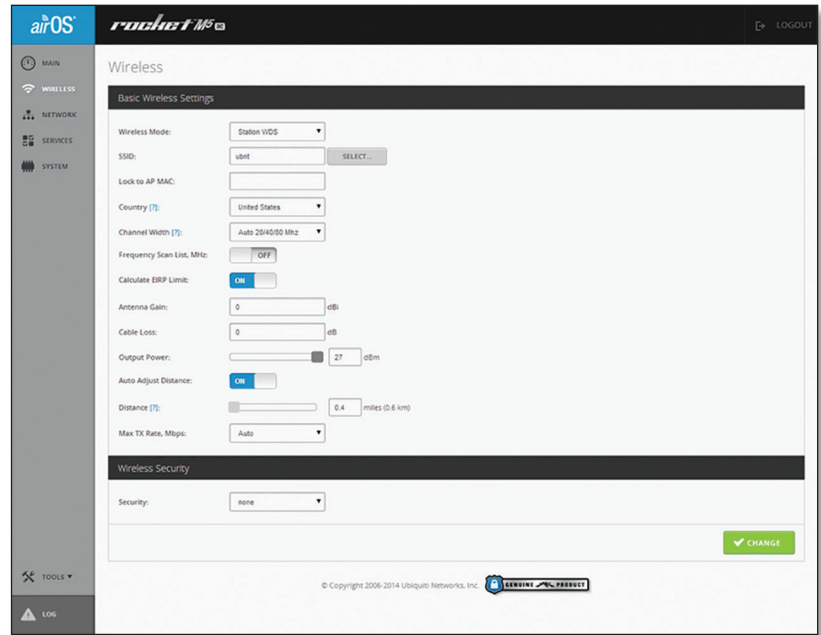 airOS
rocket M5 ac
LOGOUT
MAIN
WIRELESS
NETWORK
SERVICES
SYSTEM
Wireless
Basic Wireless Settings
Wireless Mode: Station WDS
SSID: ubnt SELECT...
Lock to AP MAC:
Country [?]: United States
Channel Width [?]: Auto 20/40/80 Mhz
Frequency Scan List, MHz: OFF
Calculate EIRP Limit: ON
Antenna Gain: 0 dBi
Cable Loss: 0 dB
Output Power: 27 dBm
Auto Adjust Distance: ON
Distance [?]: 0.4 miles (0.6 km)
Max TX Rate, Mbps: Auto
Wireless Security
Security: none
CHANGE
TOOLS
LOG
© Copyright 2006-2014 Ubiquiti Networks, Inc. GENUINE PRODUCT